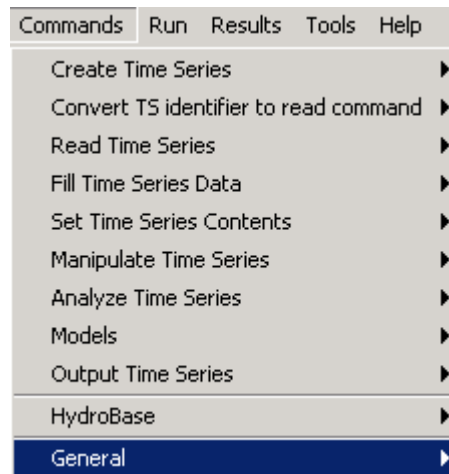 Commands Run Results Tools Help
Create Time Series
Convert TS identifier to read command
Read Time Series
Fill Time Series Data
Set Time Series Contents
Manipulate Time Series
Analyze Time Series
Models
Output Time Series
HydroBase
General